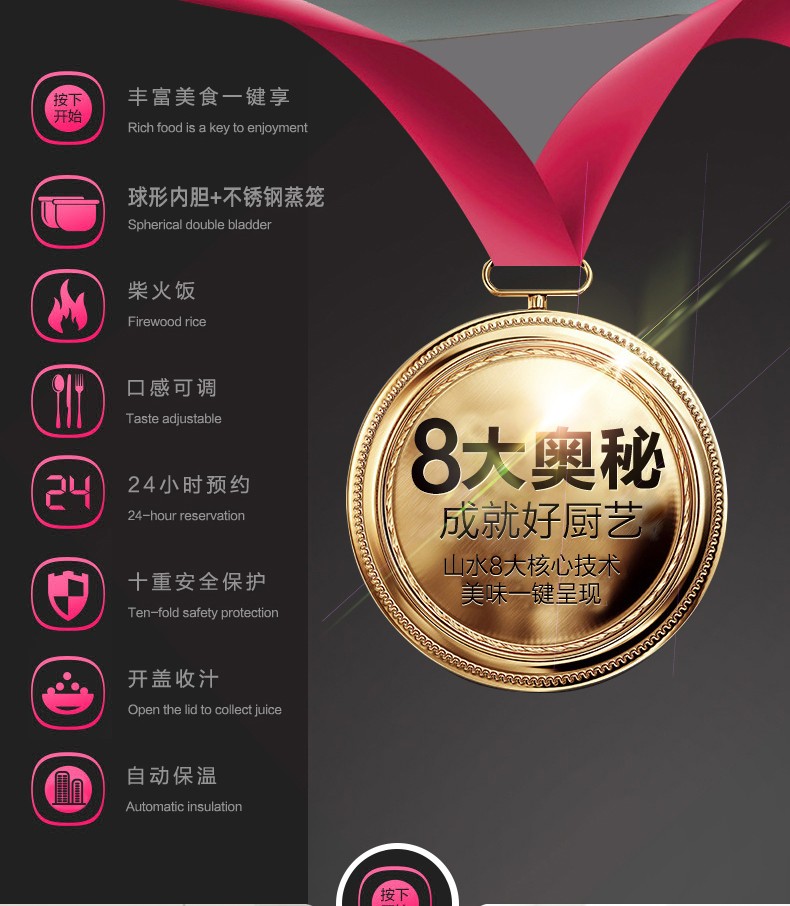 按下
开始
丰富美食一键享
Rich food is a key to enjoyment
球形内胆+不锈钢蒸笼
Spherical double bladder
柴火饭
Firewood rice
口感可调
Taste adjustable
24
24小时预约
24-hour reservation
十重安全保护
Ten-fold safety protection
开盖收汁
Open the lid to collect juice
自动保温
Automatic insulation
8大奥秘
成就好厨艺
山水8大核心技术
美味一键呈现
按下